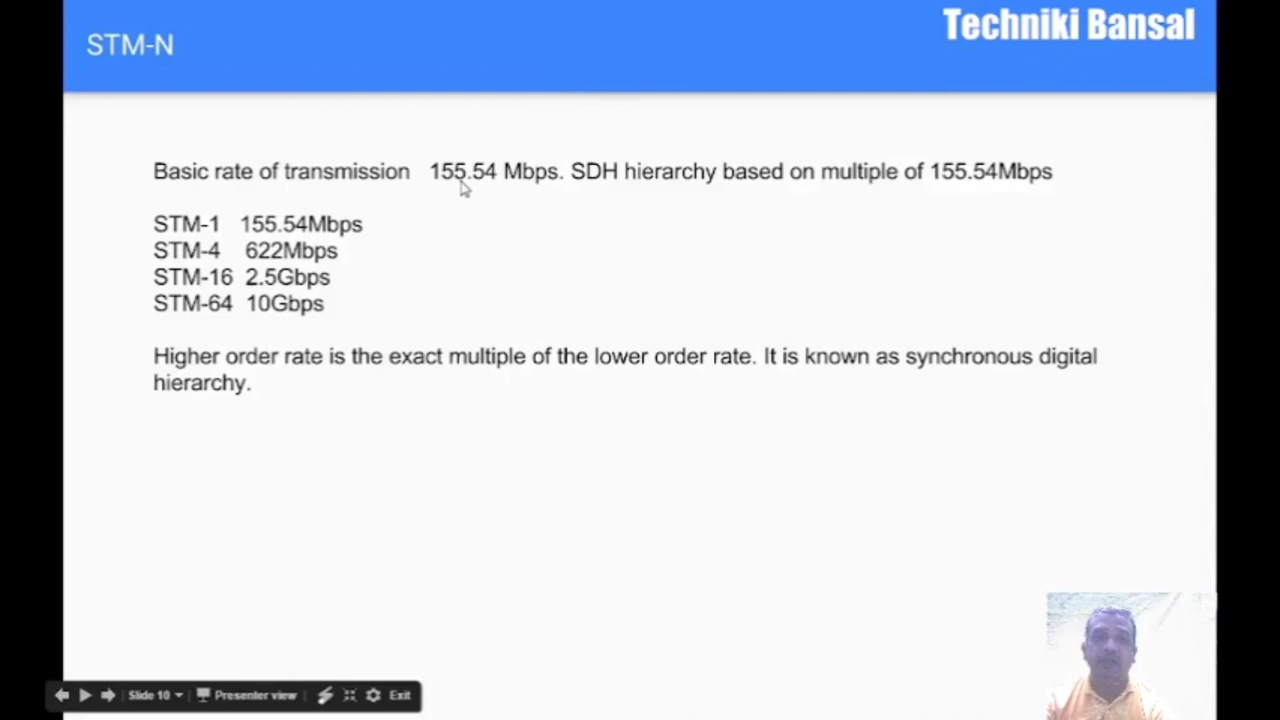 STM-N
Techniki Bansal
Basic rate of transmission 155.54 Mbps. SDH hierarchy based on multiple of 155.54Mbps
STM-1 155.54Mbps
STM-4 622Mbps
STM-16 2.5Gbps
STM-64 10Gbps
Higher order rate is the exact multiple of the lower order rate. It is known as synchronous digital
hierarchy.
Slide 10 Presenter view Exit